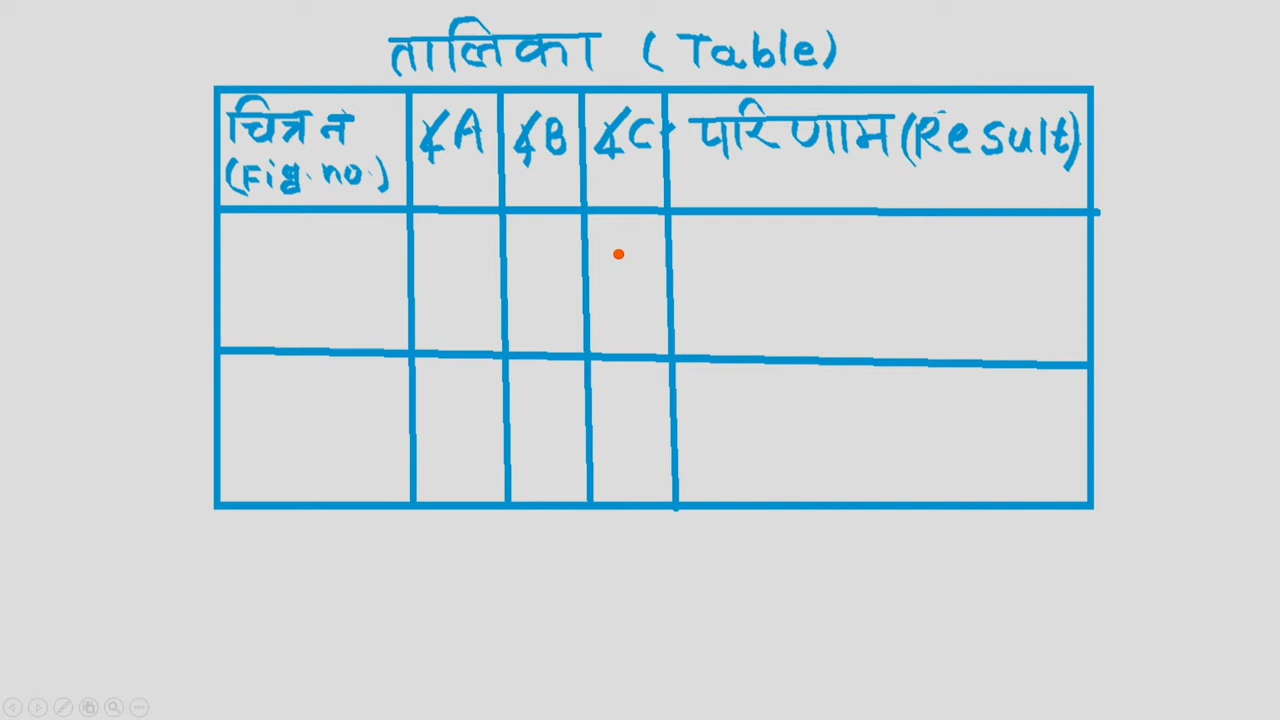 तालिका (Table)
चित्र न ∡A ∡B ∡C परिणाम (Result)
(Fig. no.)